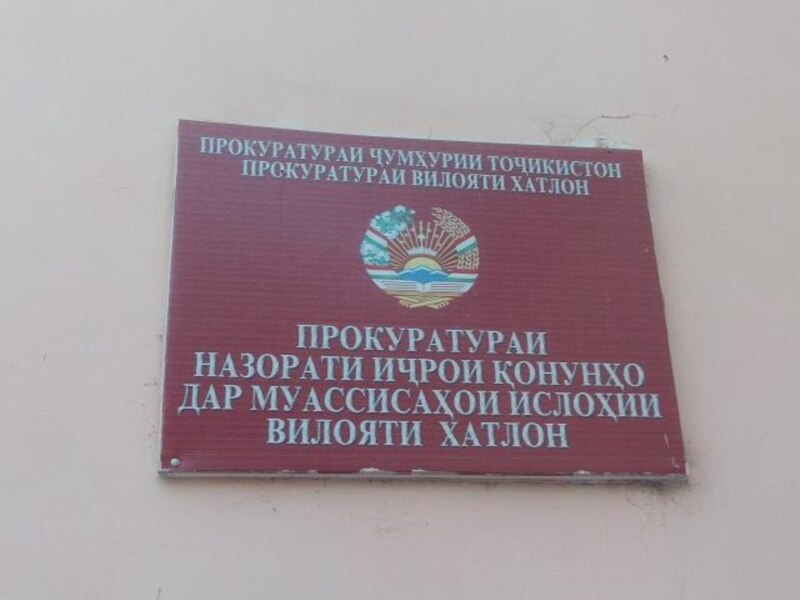 ПРОКУРАТУРАИ ҶУМҲУРИИ ТОҶИКИСТОН
ПРОКУРАТУРАИ ВИЛОЯТИ ХАТЛОН
ПРОКУРАТУРАИ
НАЗОРАТИ ИҶРОИ ҚОНУНҲО
ДАР МУАССИСАҲОИ ИСЛОҲИИ
ВИЛОЯТИ ХАТЛОН